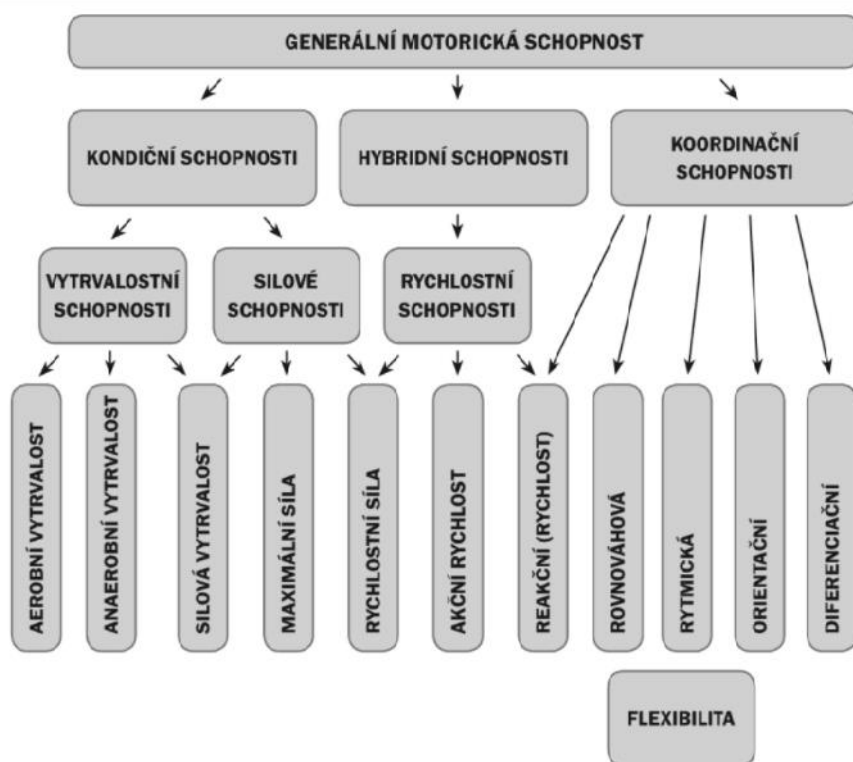 GENERÁLNÍ MOTORICKÁ SCHOPNOST
KONDIČNÍ SCHOPNOSTI
HYBRIDNÍ SCHOPNOSTI
KOORDINAČNÍ
SCHOPNOSTI
VYTRVALOSTNÍ
SCHOPNOSTI
SILOVÉ
SCHOPNOSTI
RYCHLOSTNÍ
SCHOPNOSTI
AEROBNÍ VYTRVALOST
ANAEROBNÍ VYTRVALOST
SILOVÁ VYTRVALOST
MAXIMÁLNÍ SÍLA
RYCHLOSTNÍ SÍLA
AKČNÍ RYCHLOST
REAKČNÍ (RYCHLOST)
ROVNOVÁHOVÁ
RYTMICKÁ
ORIENTAČNÍ
DIFERENCIAČNÍ
FLEXIBILITA